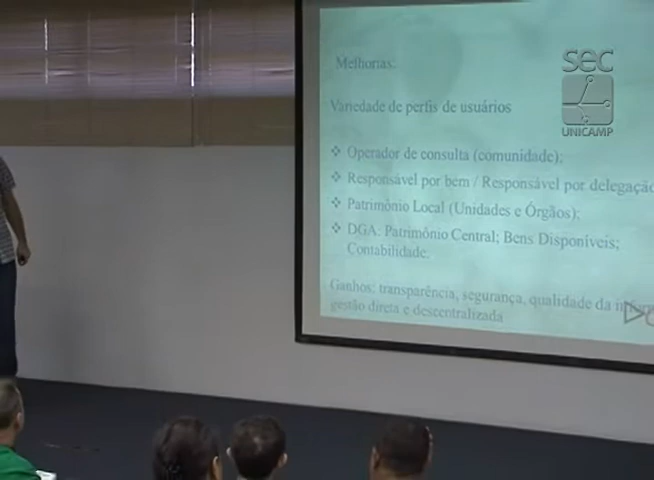 sec
UNICAMP
Melhorias:
Variedade de perfis de usuários
Operador de consulta (comunidade);
Responsável por bem / Responsável por delegação
Patrimônio Local (Unidades e Órgãos);
DGA: Patrimônio Central; Bens Disponíveis;
Contabilidade.
Ganhos: transparência, segurança, qualidade da
gestão direta e descentralizada